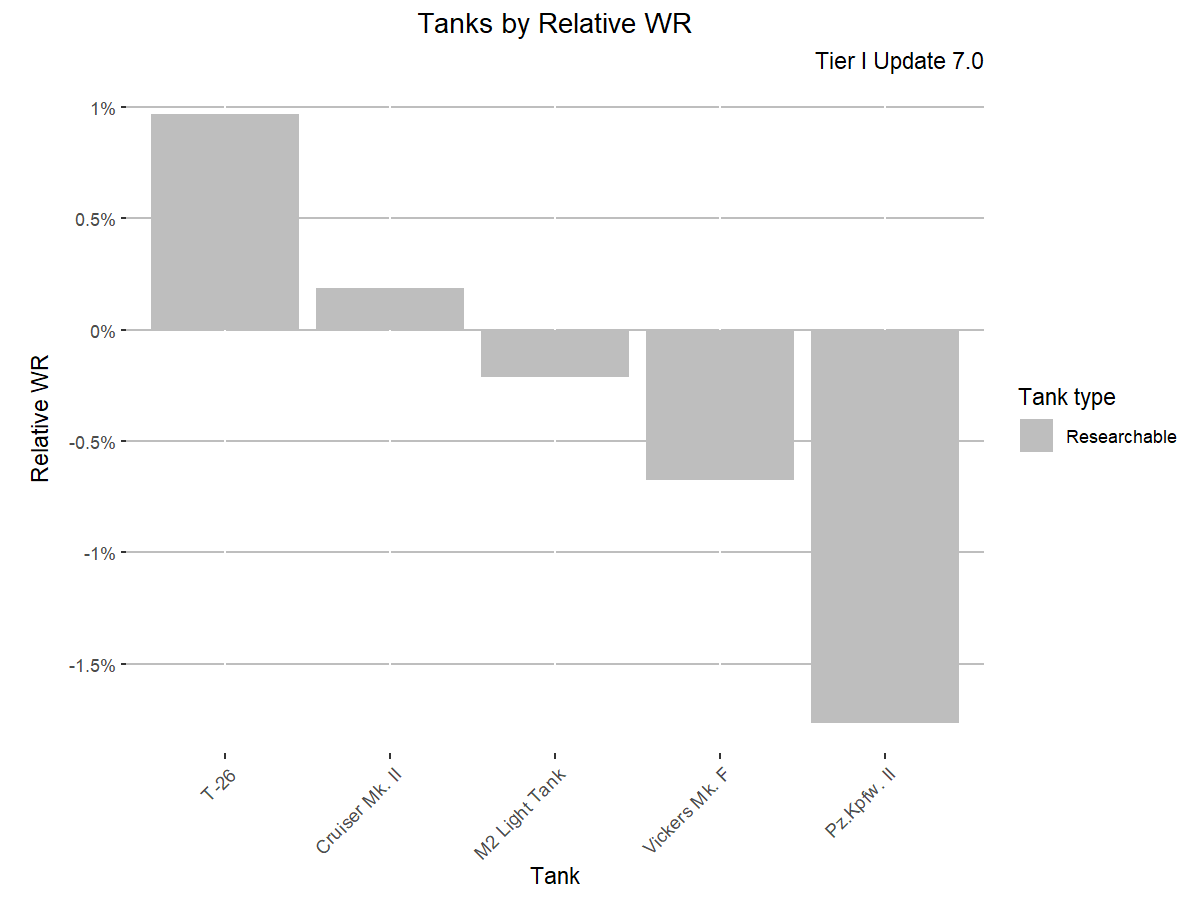 Tanks by Relative WR
Tier I Update 7.0
1%
0.5%
0%
-0.5%
-1%
-1.5%
Relative WR
T-26
Cruiser Mk. II
M2 Light Tank
Vickers Mk. F
Pz.Kpfw. II
Tank
Tank type
Researchable